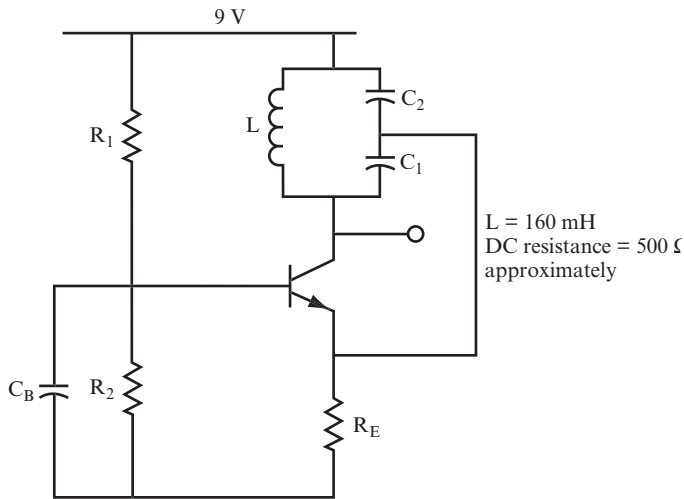 9 V
R1
L
C2
C1
L = 160 mH
DC resistance = 500 Ω
approximately
CB
R2
RE